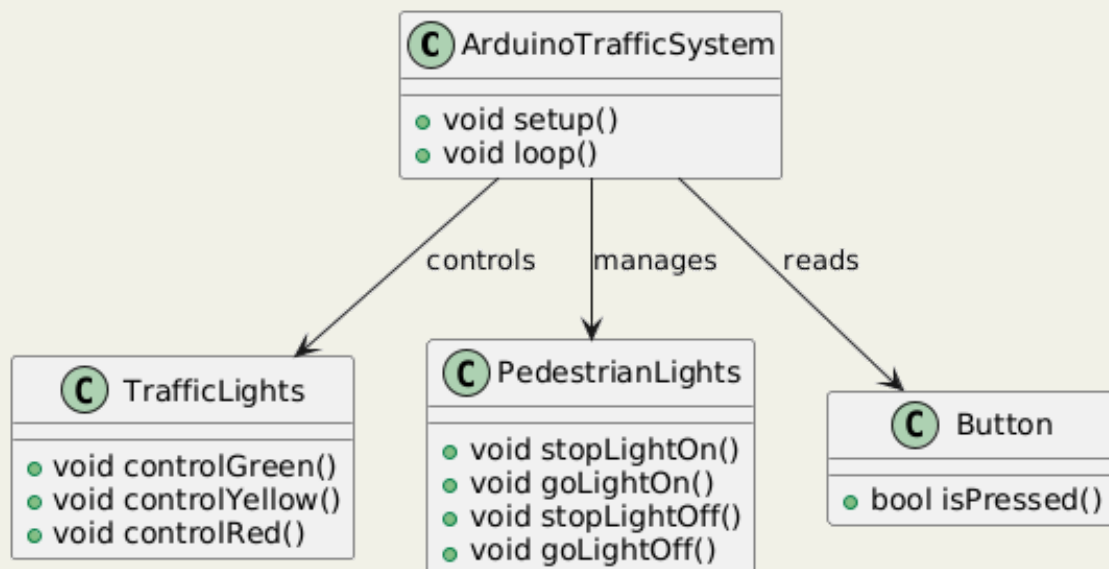 C ArduinoTrafficSystem
void setup()
void loop()
controls
manages
reads
C TrafficLights
void controlGreen()
void controlYellow()
void controlRed()
C PedestrianLights
void stopLightOn()
void goLightOn()
void stopLightOff()
void goLightOff()
C Button
bool isPressed()